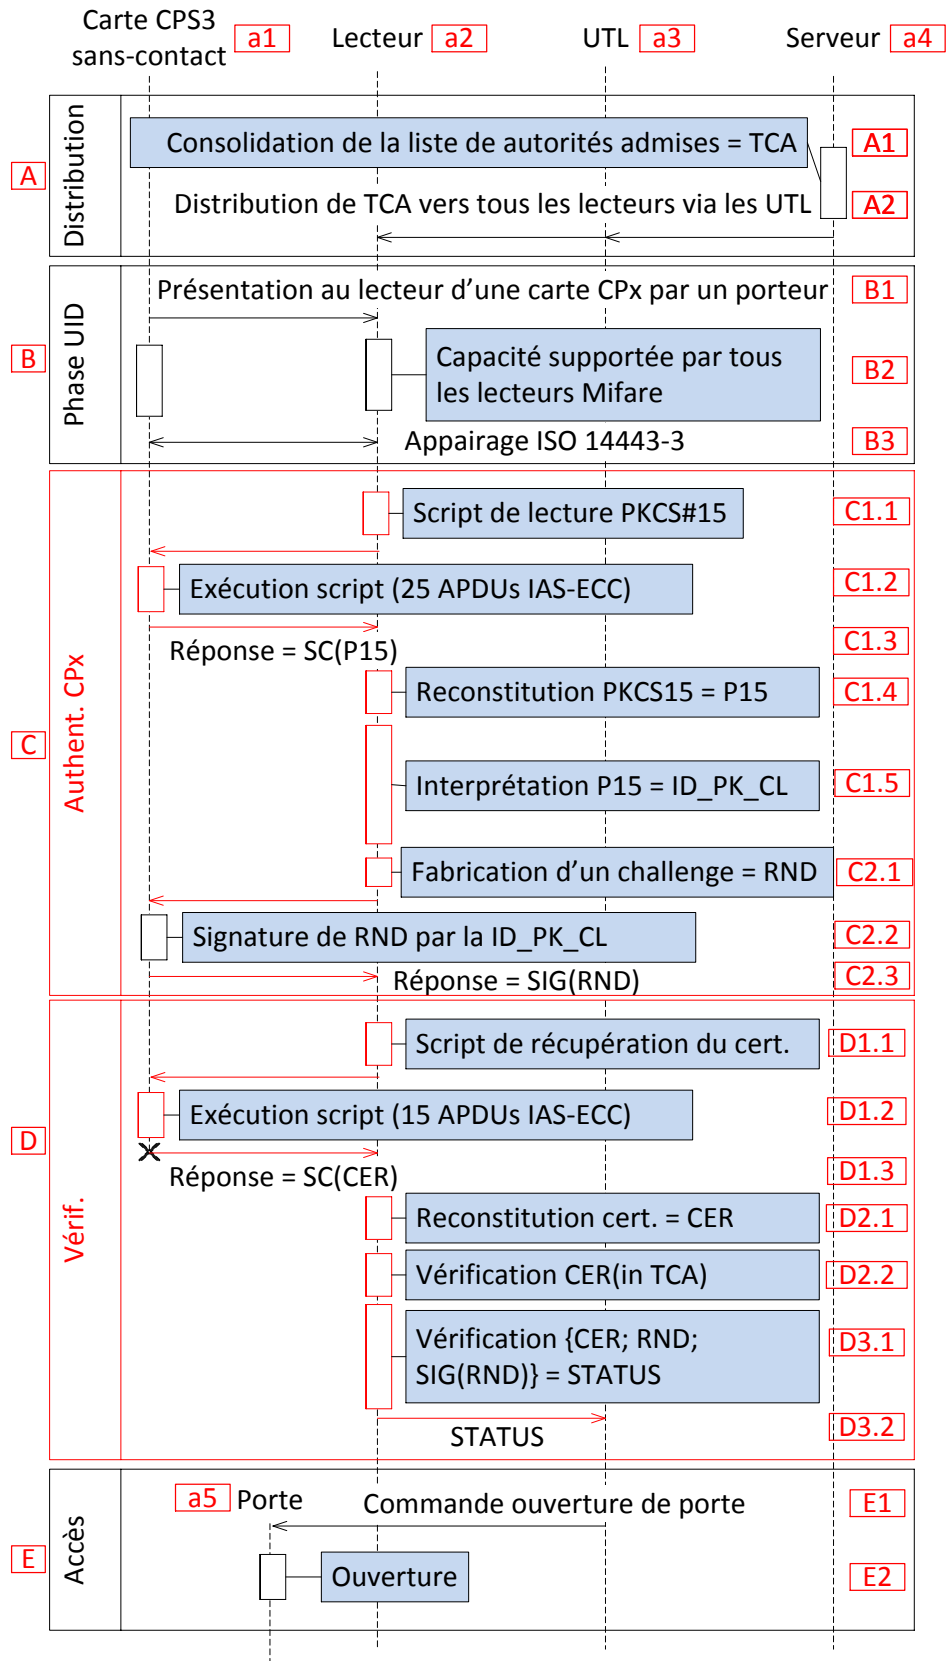 Carte CPS3
sans-contact
a1
Lecteur
a2
UTL
a3
Serveur
a4
A
Distribution
Consolidation de la liste de autorités admises = TCA
A1
Distribution de TCA vers tous les lecteurs via les UTL
A2
B
Phase UID
Présentation au lecteur d’une carte CPx par un porteur
B1
Capacité supportée par tous
les lecteurs Mifare
B2
Appairage ISO 14443-3
B3
C
Authent. CPx
Script de lecture PKCS#15
C1.1
Exécution script (25 APDUs IAS-ECC)
C1.2
Réponse = SC(P15)
C1.3
Reconstitution PKCS15 = P15
C1.4
Interprétation P15 = ID_PK_CL
C1.5
Fabrication d’un challenge = RND
C2.1
Signature de RND par la ID_PK_CL
C2.2
Réponse = SIG(RND)
C2.3
D
Vérif.
Script de récupération du cert.
D1.1
Exécution script (15 APDUs IAS-ECC)
D1.2
Réponse = SC(CER)
D1.3
Reconstitution cert. = CER
D2.1
Vérification CER(in TCA)
D2.2
Vérification {CER; RND;
SIG(RND)} = STATUS
D3.1
STATUS
D3.2
E
Accès
a5
Porte
Commande ouverture de porte
E1
Ouverture
E2